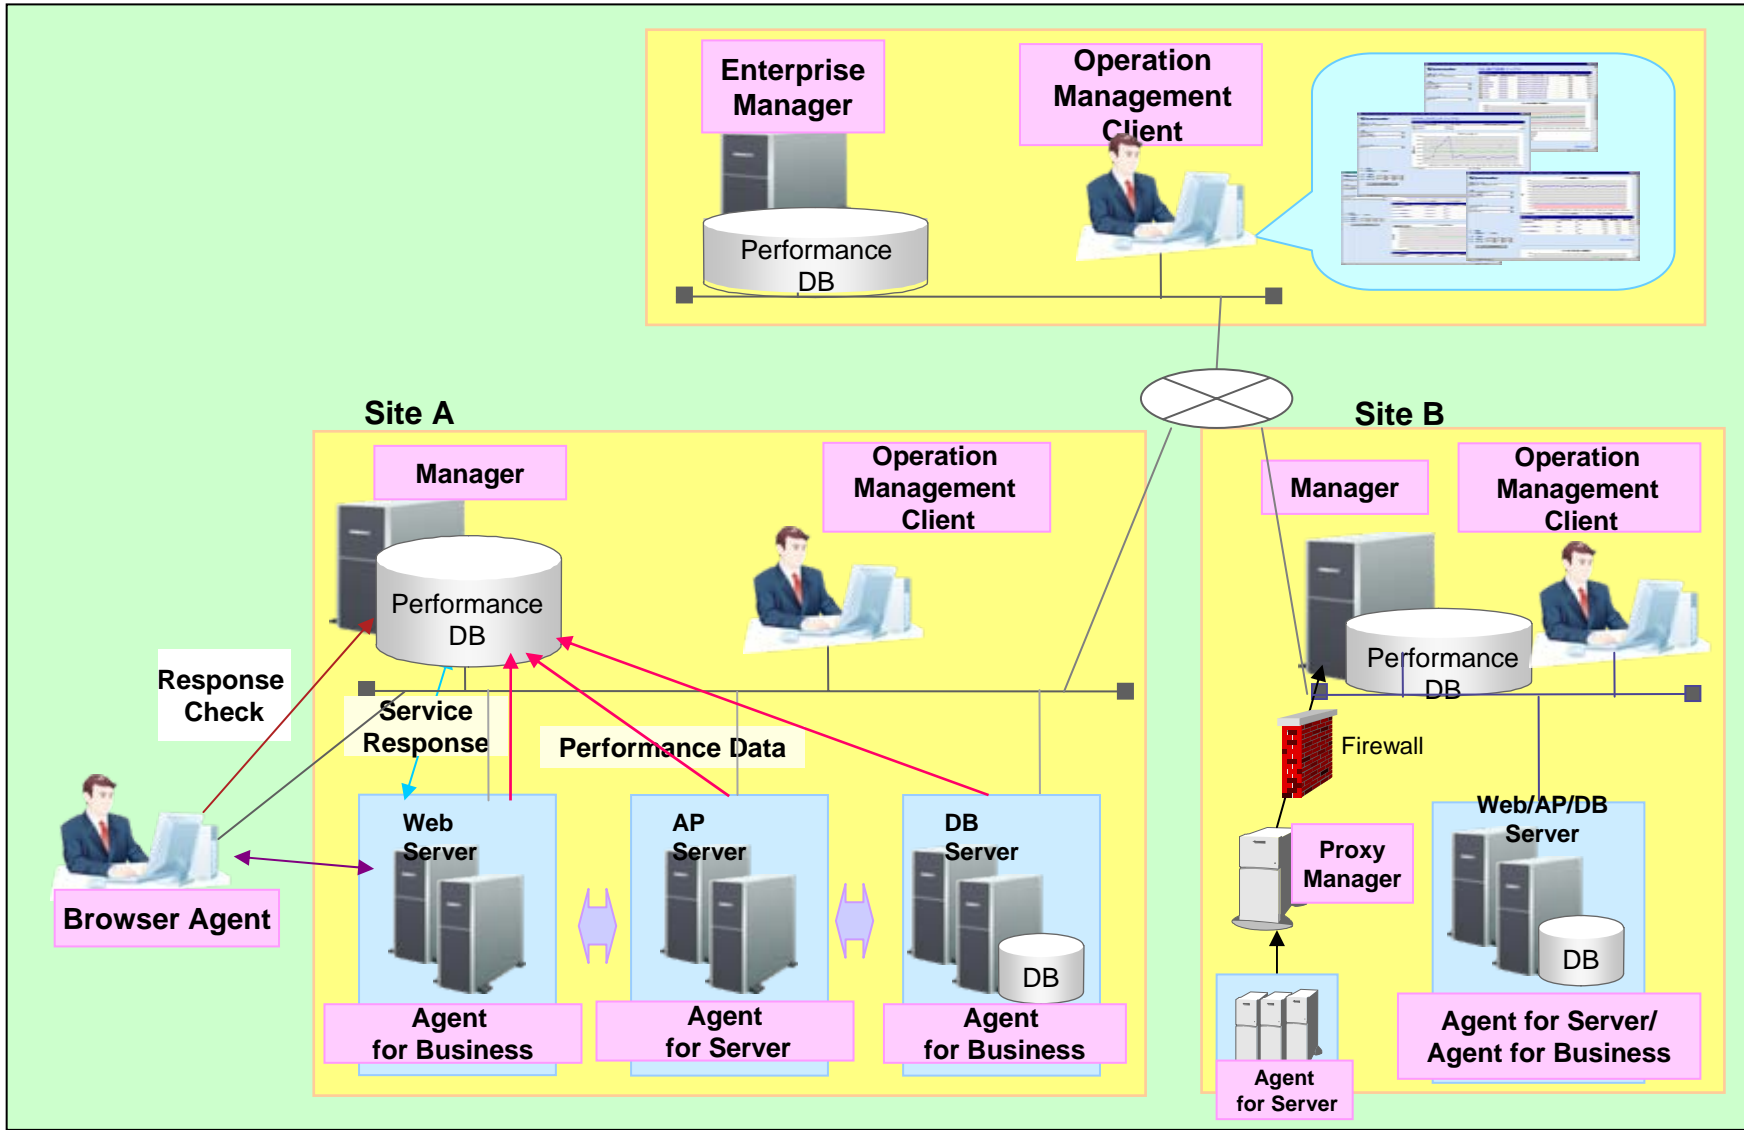 Enterprise
Manager
Operation
Management
Client
Performance
DB
Site A
Manager
Operation
Management
Client
Performance
DB
Response
Check
Service
Response
Performance Data
Web
Server
AP
Server
DB
Server
DB
Browser Agent
Agent
for Business
Agent
for Server
Agent
for Business
Site B
Manager
Operation
Management
Client
Performance
DB
Firewall
Proxy
Manager
Web/AP/DB
Server
DB
Agent
for Server
Agent for Server/
Agent for Business